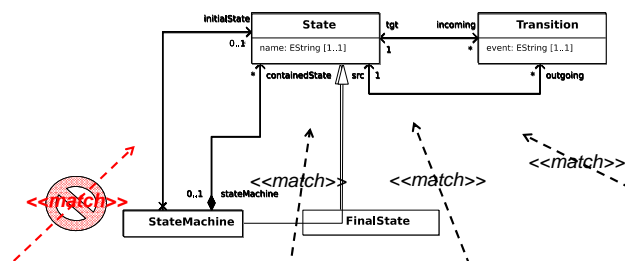 initialState
State
tgt
incoming
Transition
name: EString [1..1]
event: EString [1..1]
0..1
1
*
* containedState
src
1
* outgoing
<<match>>
<<match>>
<<match>>
<<match>>
0..1
stateMachine
StateMachine
FinalState